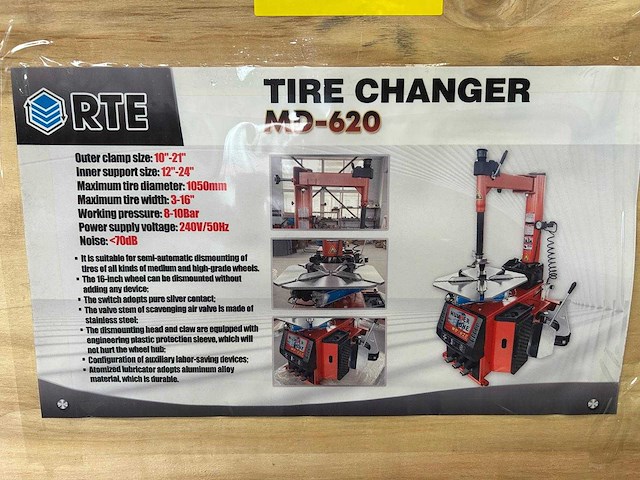 RTE
TIRE CHANGER
MD-620
Outer clamp size: 10"-21"
Inner support size: 12"-24"
Maximum tire diameter: 1050mm
Maximum tire width: 3-16"
Working pressure: 8-10Bar
Power supply voltage: 240V/50Hz
Noise: <70dB
• It is suitable for semi-automatic dismounting of
tires of all kinds of medium and high-grade wheels.
• The 16-inch wheel can be dismounted without
adding any device;
• The switch adopts pure silver contact;
• The valve stem of scavenging air valve is made of
stainless steel;
• The dismounting head and claw are equipped with
engineering plastic protection sleeve, which will
not hurt the wheel hub;
• Configuration of auxiliary labor-saving devices;
• Atomized lubricator adopts aluminum alloy
material, which is durable.